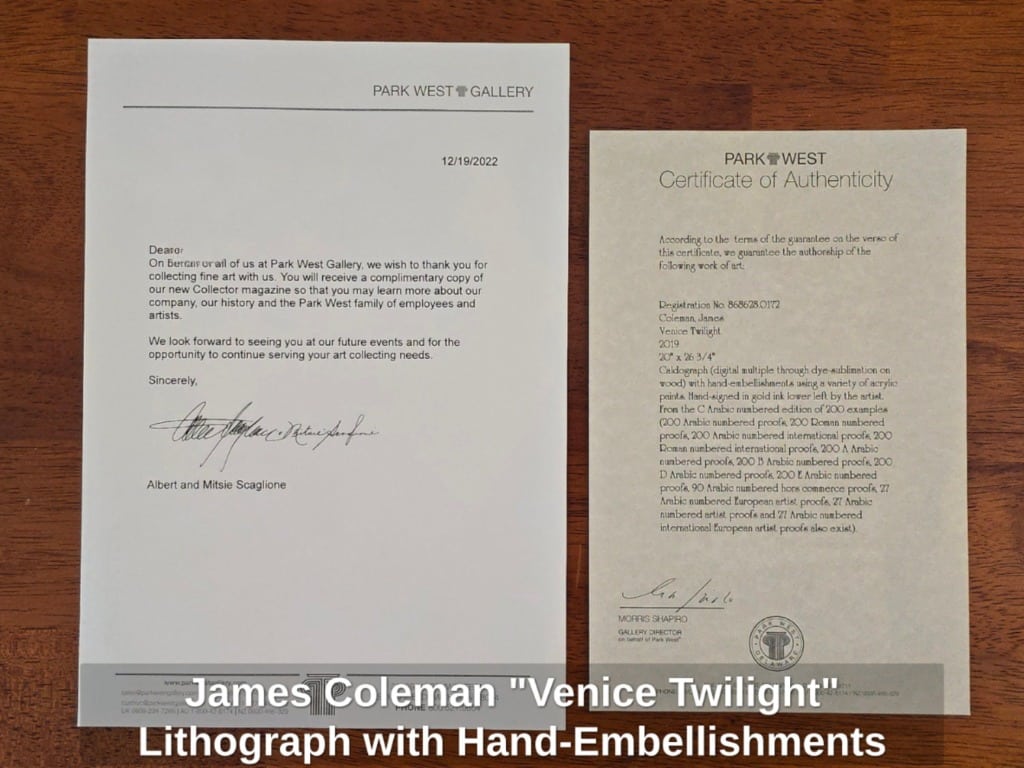 PARK WEST GALLERY
12/19/2022
On of us at Park West Gallery, we wish to thank you for
collecting fine art with us. You will receive a complimentary copy of
our new Collector magazine so that you may learn more about our
company, our history and the Park West family of employees and
artists.
We look forward to seeing you at our future events and for the
opportunity to continue serving your art collecting needs.
Sincerely,
Albert and Mitsie Scaglione
PARK WEST
Certificate of Authenticity
According to the terms of the guarantee on the verso of
this certificate, we guarantee the authorship of the
following work of art:
Registration No. 868628.0172
Coleman, James
Venice Twilight
2019
20" x 26 3/4"
Caldograph (digital multiple through dye-sublimation on
wood) with hand-embellishments using a variety of acrylic
paints. Hand-signed in gold ink lower left by the artist.
From the C Arabic numbered edition of 200 examples
(200 Arabic numbered proofs, 200 Roman numbered
proofs, 200 Arabic numbered international proofs, 200
Roman numbered international proofs, 200 A Arabic
numbered proofs, 200 B Arabic numbered proofs, 200
D Arabic numbered proofs, 200 E Arabic numbered
proofs, 90 Arabic numbered hors commerce proofs, 27
Arabic numbered European artist proofs, 27 Arabic
numbered artist proofs and 27 Arabic numbered
international European artist proofs also exist).
MORRIS SHAPIRO
GALLERY DIRECTOR
on behalf of Park West
PARK WEST
DELAWARE
James Coleman "Venice Twilight"
Lithograph with Hand-Embellishments